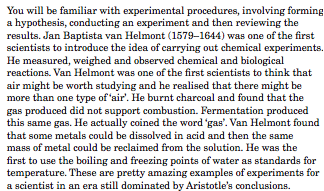 You will be familiar with experimental procedures, involving forming
a hypothesis, conducting an experiment and then reviewing the
results. Jan Baptista van Helmont (1579–1644) was one of the first
scientists to introduce the idea of carrying out chemical experiments.
He measured, weighed and observed chemical and biological
reactions. Van Helmont was one of the first scientists to think that
air might be worth studying and he realised that there might be
more than one type of ‘air’. He burnt charcoal and found that the
gas produced did not support combustion. Fermentation produced
this same gas. He actually coined the word ‘gas’. Van Helmont found
that some metals could be dissolved in acid and then the same
mass of metal could be reclaimed from the solution. He was the
first to use the boiling and freezing points of water as standards for
temperature. These are pretty amazing examples of experiments for
a scientist in an era still dominated by Aristotle’s conclusions.